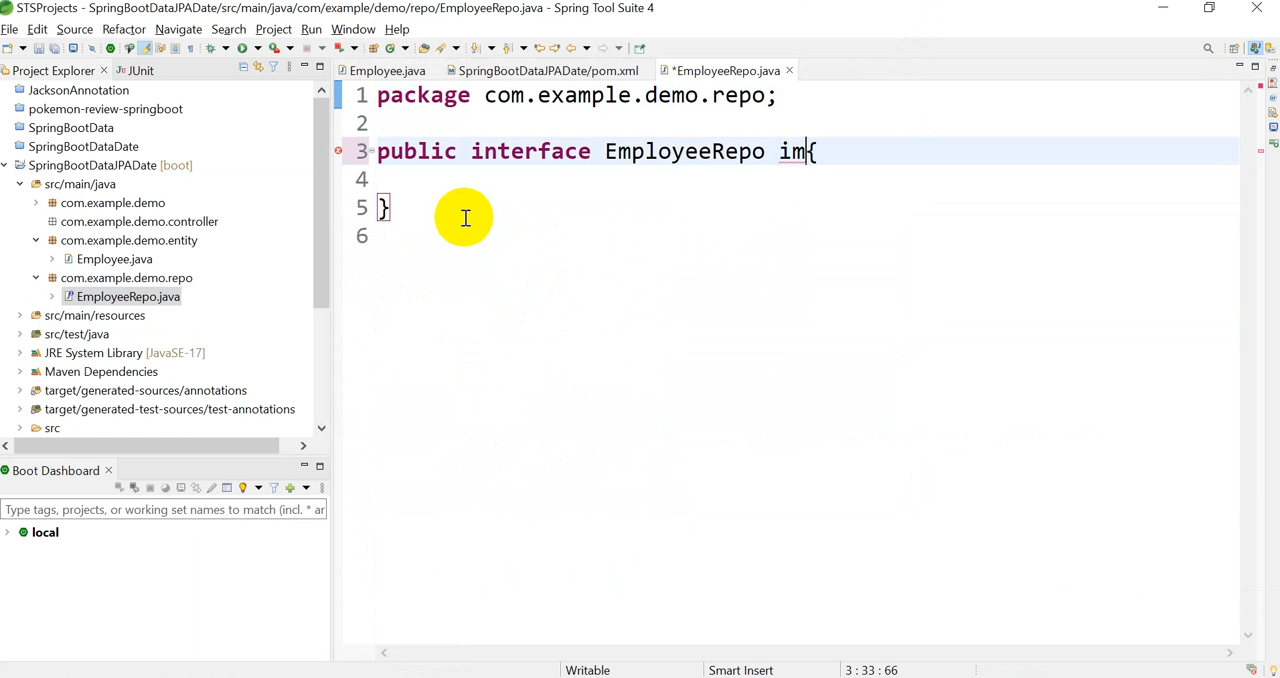 STSProjects - SpringBootDataJPADate/src/main/java/com/example/demo/repo/EmployeeRepo.java - Spring Tool Suite 4
File Edit Source Refactor Navigate Search Project Run Window Help
Project Explorer JUnit
JacksonAnnotation
pokemon-review-springboot
SpringBootData
SpringBootDataDate
SpringBootDataJPADate [boot]
src/main/java
com.example.demo
com.example.demo.controller
com.example.demo.entity
Employee.java
com.example.demo.repo
EmployeeRepo.java
src/main/resources
src/test/java
JRE System Library [JavaSE-17]
Maven Dependencies
target/generated-sources/annotations
target/generated-test-sources/test-annotations
src
Boot Dashboard
Type tags, projects, or working set names to match (incl. * ar
local
Employee.java SpringBootDataJPADate/pom.xml *EmployeeRepo.java
1 package com.example.demo.repo;
2
3 public interface EmployeeRepo im{
4
5 }
6
Writable Smart Insert 3 : 33 : 66